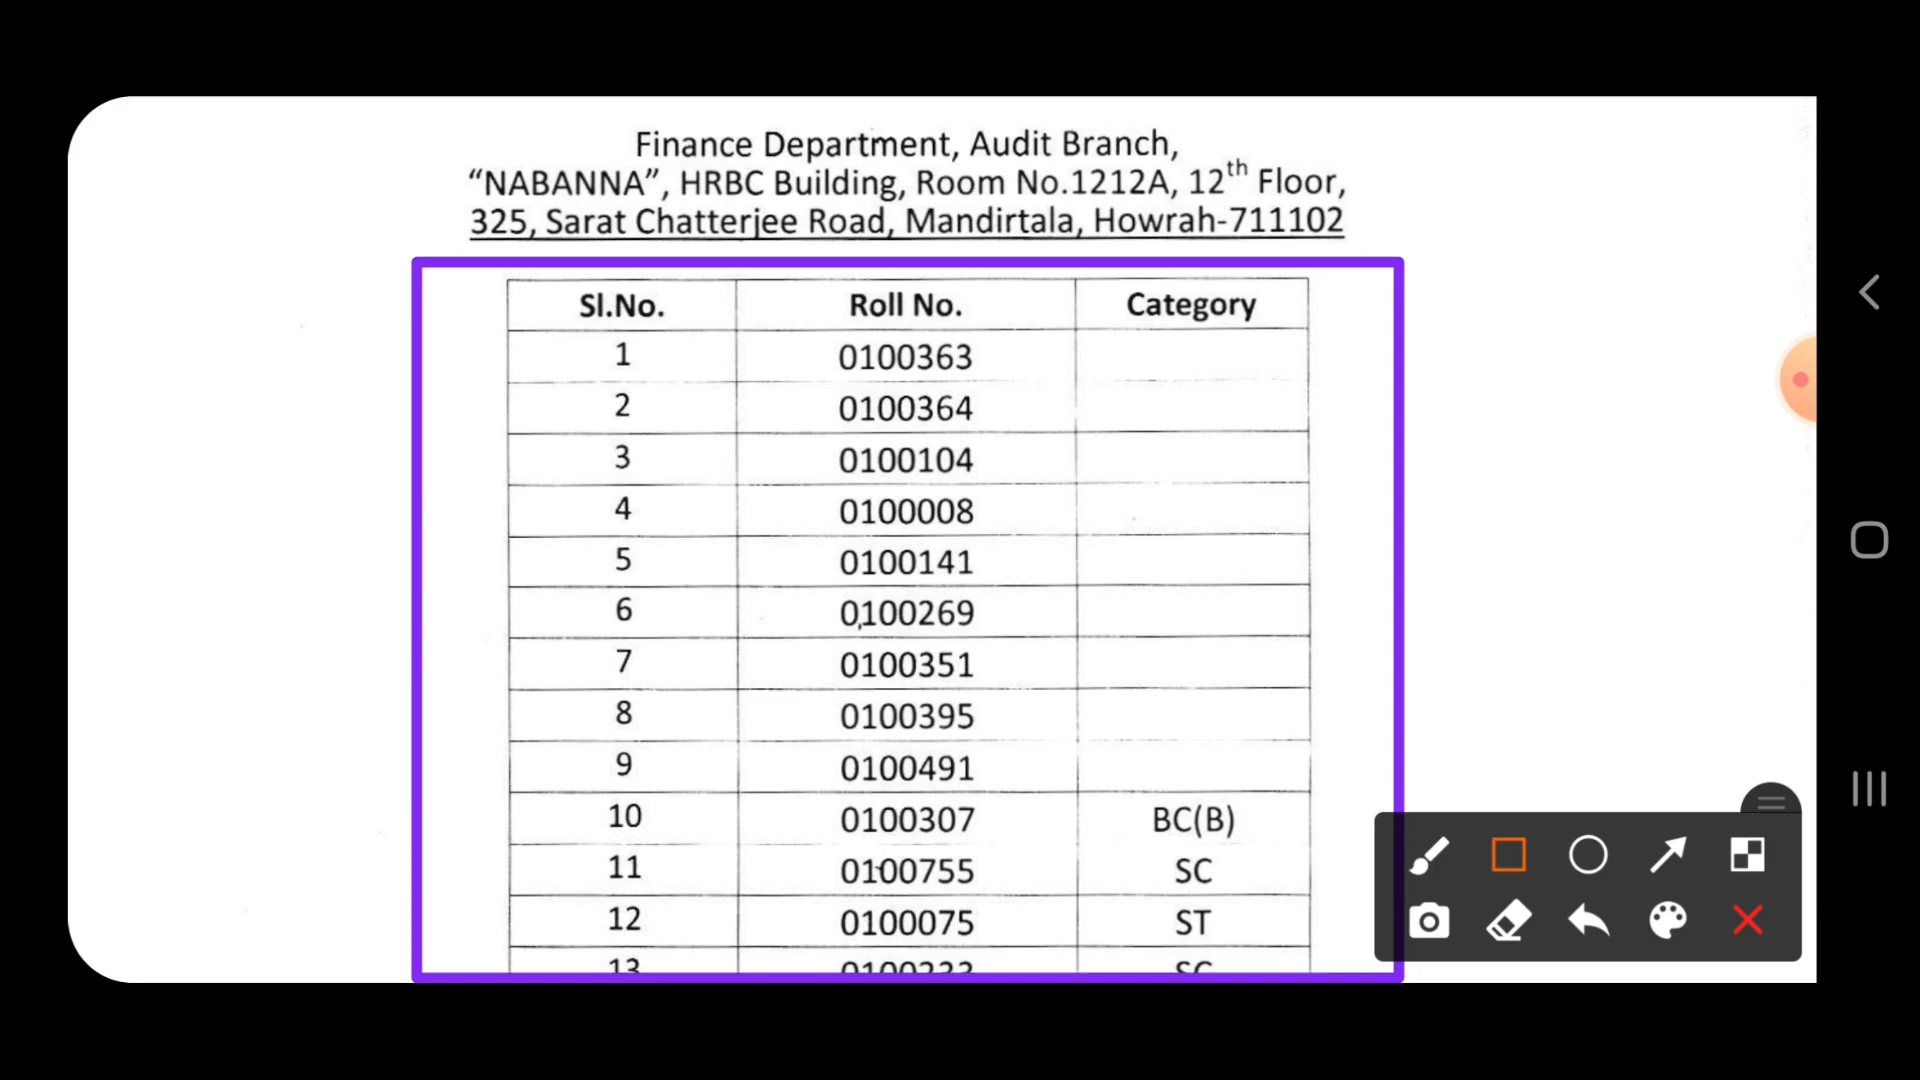 Finance Department, Audit Branch,
“NABANNA”, HRBC Building, Room No.1212A, 12th Floor,
325, Sarat Chatterjee Road, Mandirtala, Howrah-711102
Sl.No. Roll No. Category
1 0100363
2 0100364
3 0100104
4 0100008
5 0100141
6 0100269
7 0100351
8 0100395
9 0100491
10 0100307 BC(B)
11 0100755 SC
12 0100075 ST
13 SC